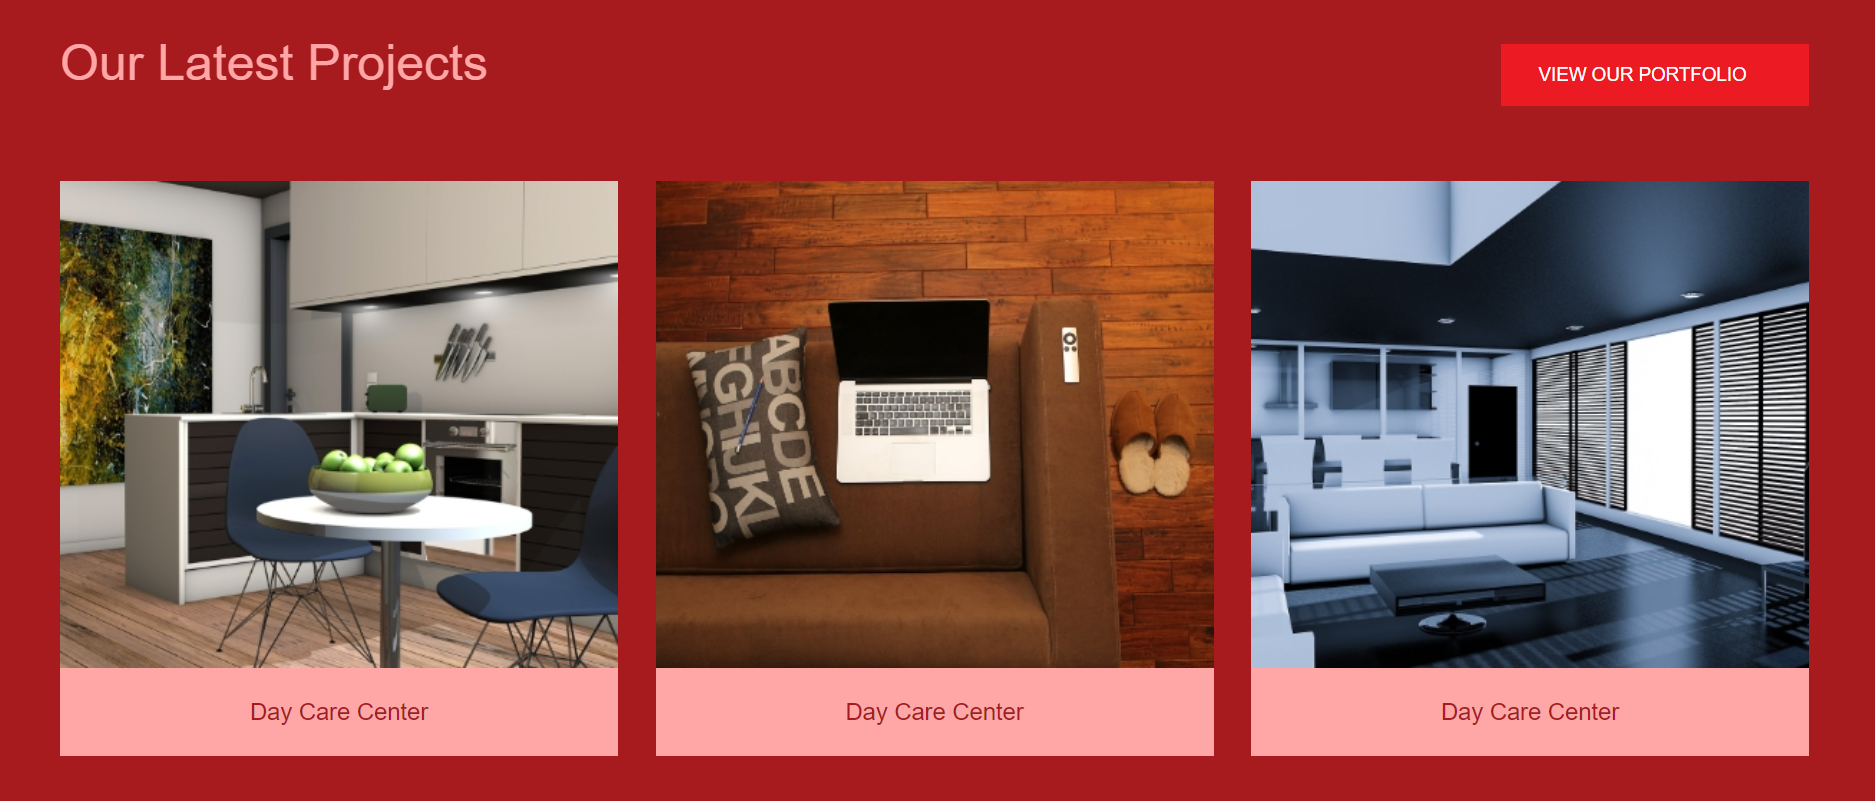 Our Latest Projects
VIEW OUR PORTFOLIO
ABCDE
FGHIJKL
Day Care Center
Day Care Center
Day Care Center